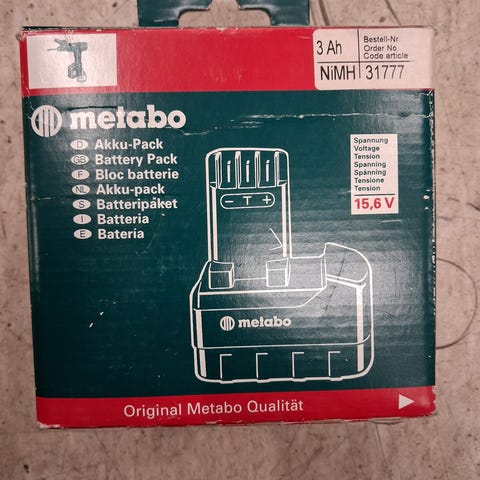 3 Ah
Bestell-Nr.
Order No.
Code article
NiMH 31777
metabo
D Akku-Pack
GB Battery Pack
F Bloc batterie
NL Akku-pack
S Batteripaket
I Batteria
E Batería
Spannung
Voltage
Tension
Spanning
Spänning
Tensione
Tension
15,6 V
− T +
metabo
Original Metabo Qualität